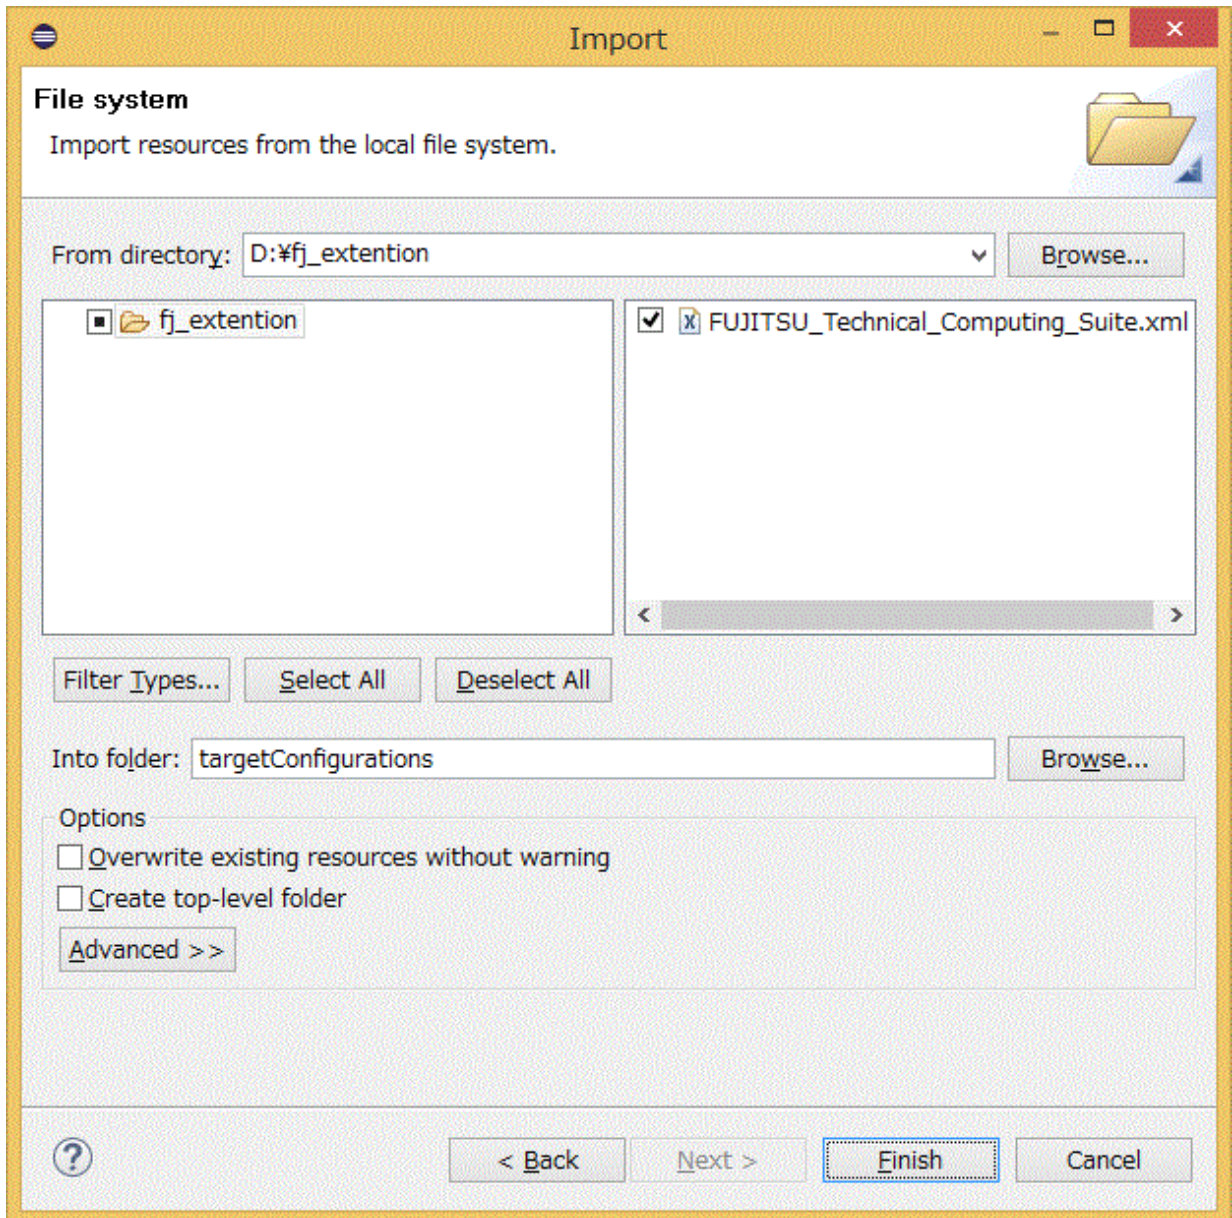 Import
File system
Import resources from the local file system.
From directory: D:¥fj_extention Browse...
fj_extention
FUJITSU_Technical_Computing_Suite.xml
Filter Types... Select All Deselect All
Into folder: targetConfigurations Browse...
Options
Overwrite existing resources without warning
Create top-level folder
Advanced >>
? < Back Next > Finish Cancel